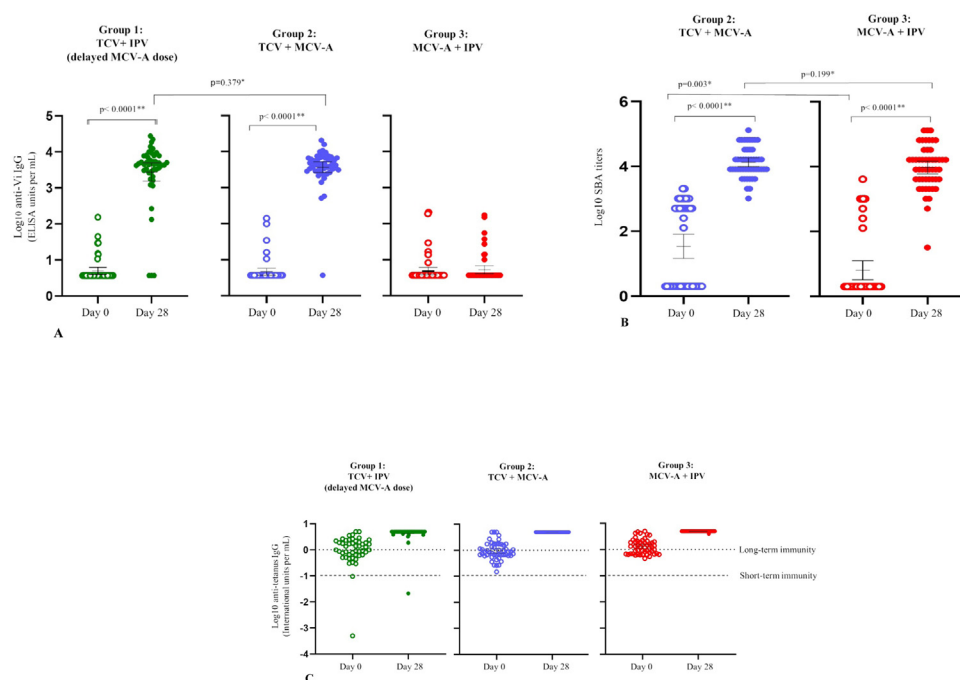 Group 1:
TCV+ IPV
(delayed MCV-A dose)
Group 2:
TCV + MCV-A
Group 3:
MCV-A + IPV
p=0.379*
p< 0.0001**
p< 0.0001**
Log10 anti-Vi IgG
(ELISA units per mL)
5
4
3
2
1
0
Day 0
Day 28
Day 0
Day 28
Day 0
Day 28
A
Group 2:
TCV + MCV-A
Group 3:
MCV-A + IPV
p=0.199*
p=0.003*
p< 0.0001**
p< 0.0001**
Log10 SBA titers
6
4
2
0
Day 0
Day 28
Day 0
Day 28
B
Group 1:
TCV+ IPV
(delayed MCV-A dose)
Group 2:
TCV + MCV-A
Group 3:
MCV-A + IPV
Log10 anti-tetanus IgG
(International units per mL)
1
0
-1
-2
-3
-4
Long-term immunity
Short-term immunity
Day 0
Day 28
Day 0
Day 28
Day 0
Day 28
C